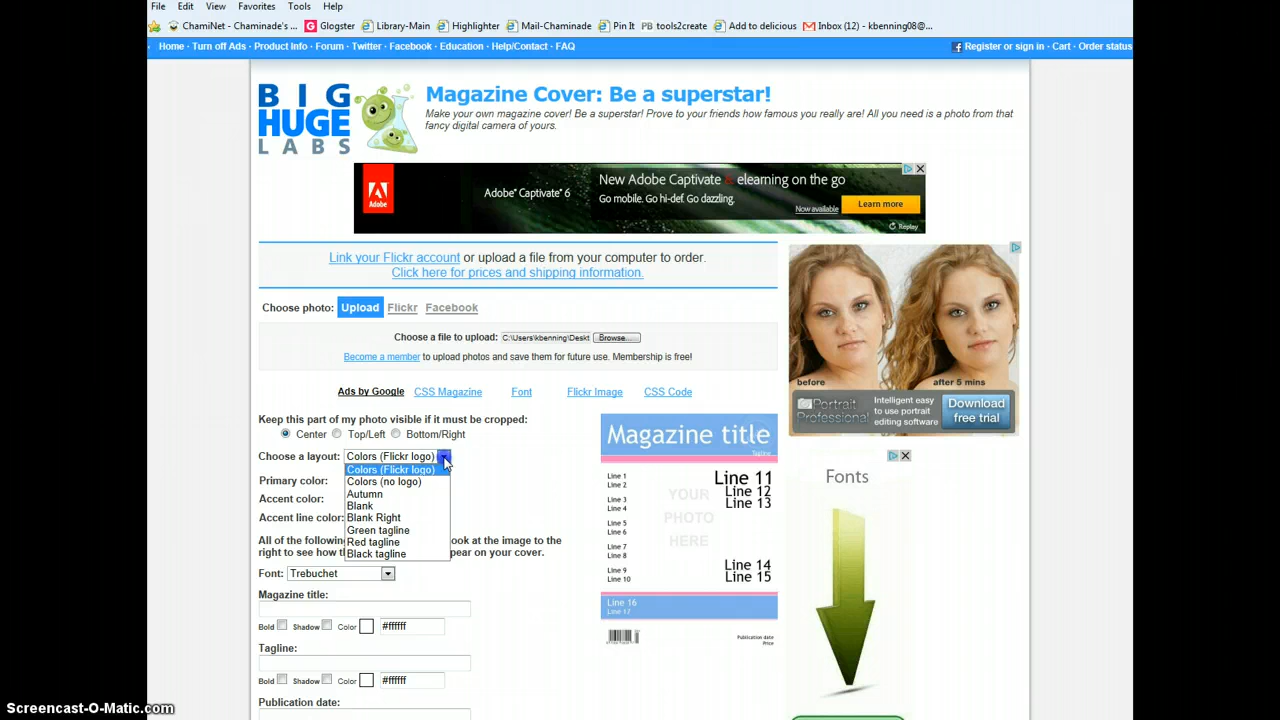 File Edit View Favorites Tools Help
ChamiNet - Chaminade's ... Glogster Library-Main Highlighter Mail-Chaminade Pin It PB tools2create Add to delicious Inbox (12) - kbenning08@...
Home · Turn off Ads · Product Info · Forum · Twitter · Facebook · Education · Help/Contact · FAQ
Register or sign in · Cart · Order status
BIG
HUGE
LABS
Magazine Cover: Be a superstar!
Make your own magazine cover! Be a superstar! Prove to your friends how famous you really are! All you need is a photo from that
fancy digital camera of yours.
Adobe
Adobe® Captivate® 6
New Adobe Captivate 6 elearning on the go
Go mobile. Go hi-def. Go dazzling.
Now available
Learn more
Replay
Link your Flickr account or upload a file from your computer to order.
Click here for prices and shipping information.
Choose photo: Upload Flickr Facebook
Choose a file to upload: C:\Users\kbenning\Deskt Browse...
Become a member to upload photos and save them for future use. Membership is free!
Ads by Google CSS Magazine Font Flickr Image CSS Code
before after 5 mins
Portrait
Professional
Intelligent easy
to use portrait
editing software
Download
free trial
Keep this part of my photo visible if it must be cropped:
Center Top/Left Bottom/Right
Choose a layout: Colors (Flickr logo)
Colors (Flickr logo)
Colors (no logo)
Autumn
Blank
Blank Right
Green tagline
Red tagline
Black tagline
Primary color:
Accent color:
Accent line color:
All of the following
ook at the image to the
right to see how th
pear on your cover.
Font: Trebuchet
Magazine title:
Bold Shadow Color #ffffff
Tagline:
Bold Shadow Color #ffffff
Publication date:
Magazine title
Tagline
Line 1
Line 2
Line 3
Line 4
Line 5
Line 6
Line 7
Line 8
Line 9
Line 10
YOUR
PHOTO
HERE
Line 11
Line 12
Line 13
Line 14
Line 15
Line 16
Line 17
Publication date
Price
Fonts
Screencast-O-Matic.com